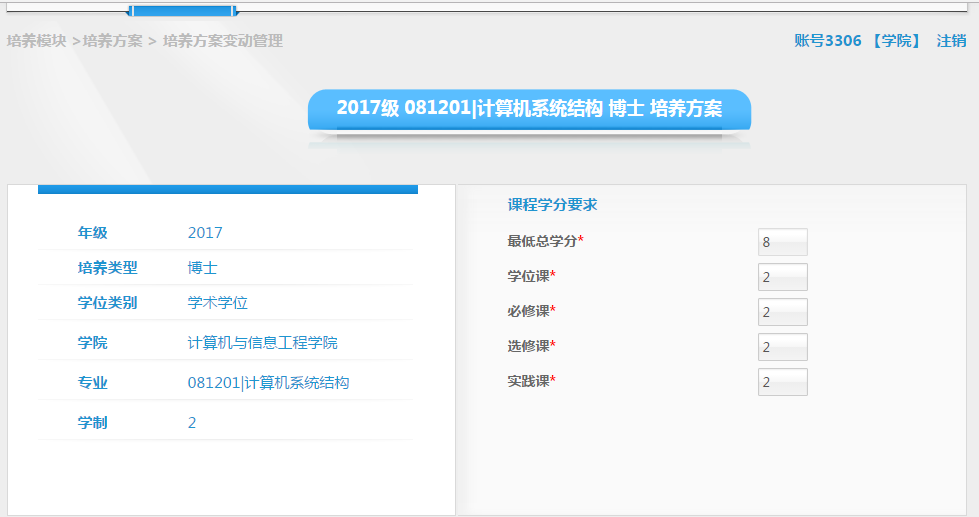 培养模块 >培养方案 > 培养方案变动管理
账号3306 【学院】 注销
2017级 081201|计算机系统结构 博士 培养方案
年级 2017
培养类型 博士
学位类别 学术学位
学院 计算机与信息工程学院
专业 081201|计算机系统结构
学制 2
课程学分要求
最低总学分* 8
学位课* 2
必修课* 2
选修课* 2
实践课* 2